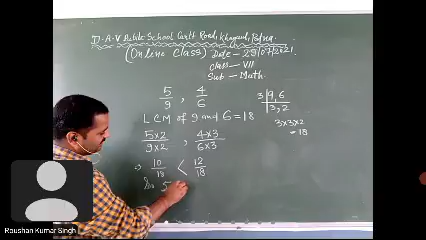 D.A.V Public School Cantt Road, Khagaul, Patna
(Online Class) Date - 29/07/2021
Class - VII
Sub - Math
5/9 , 4/6
3 | 9, 6
3, 2
LCM of 9 and 6 = 18
3×3×2
= 18
5×2/9×2 , 4×3/6×3
⇒ 10/18 < 12/18
So 5
Raushan Kumar Singh